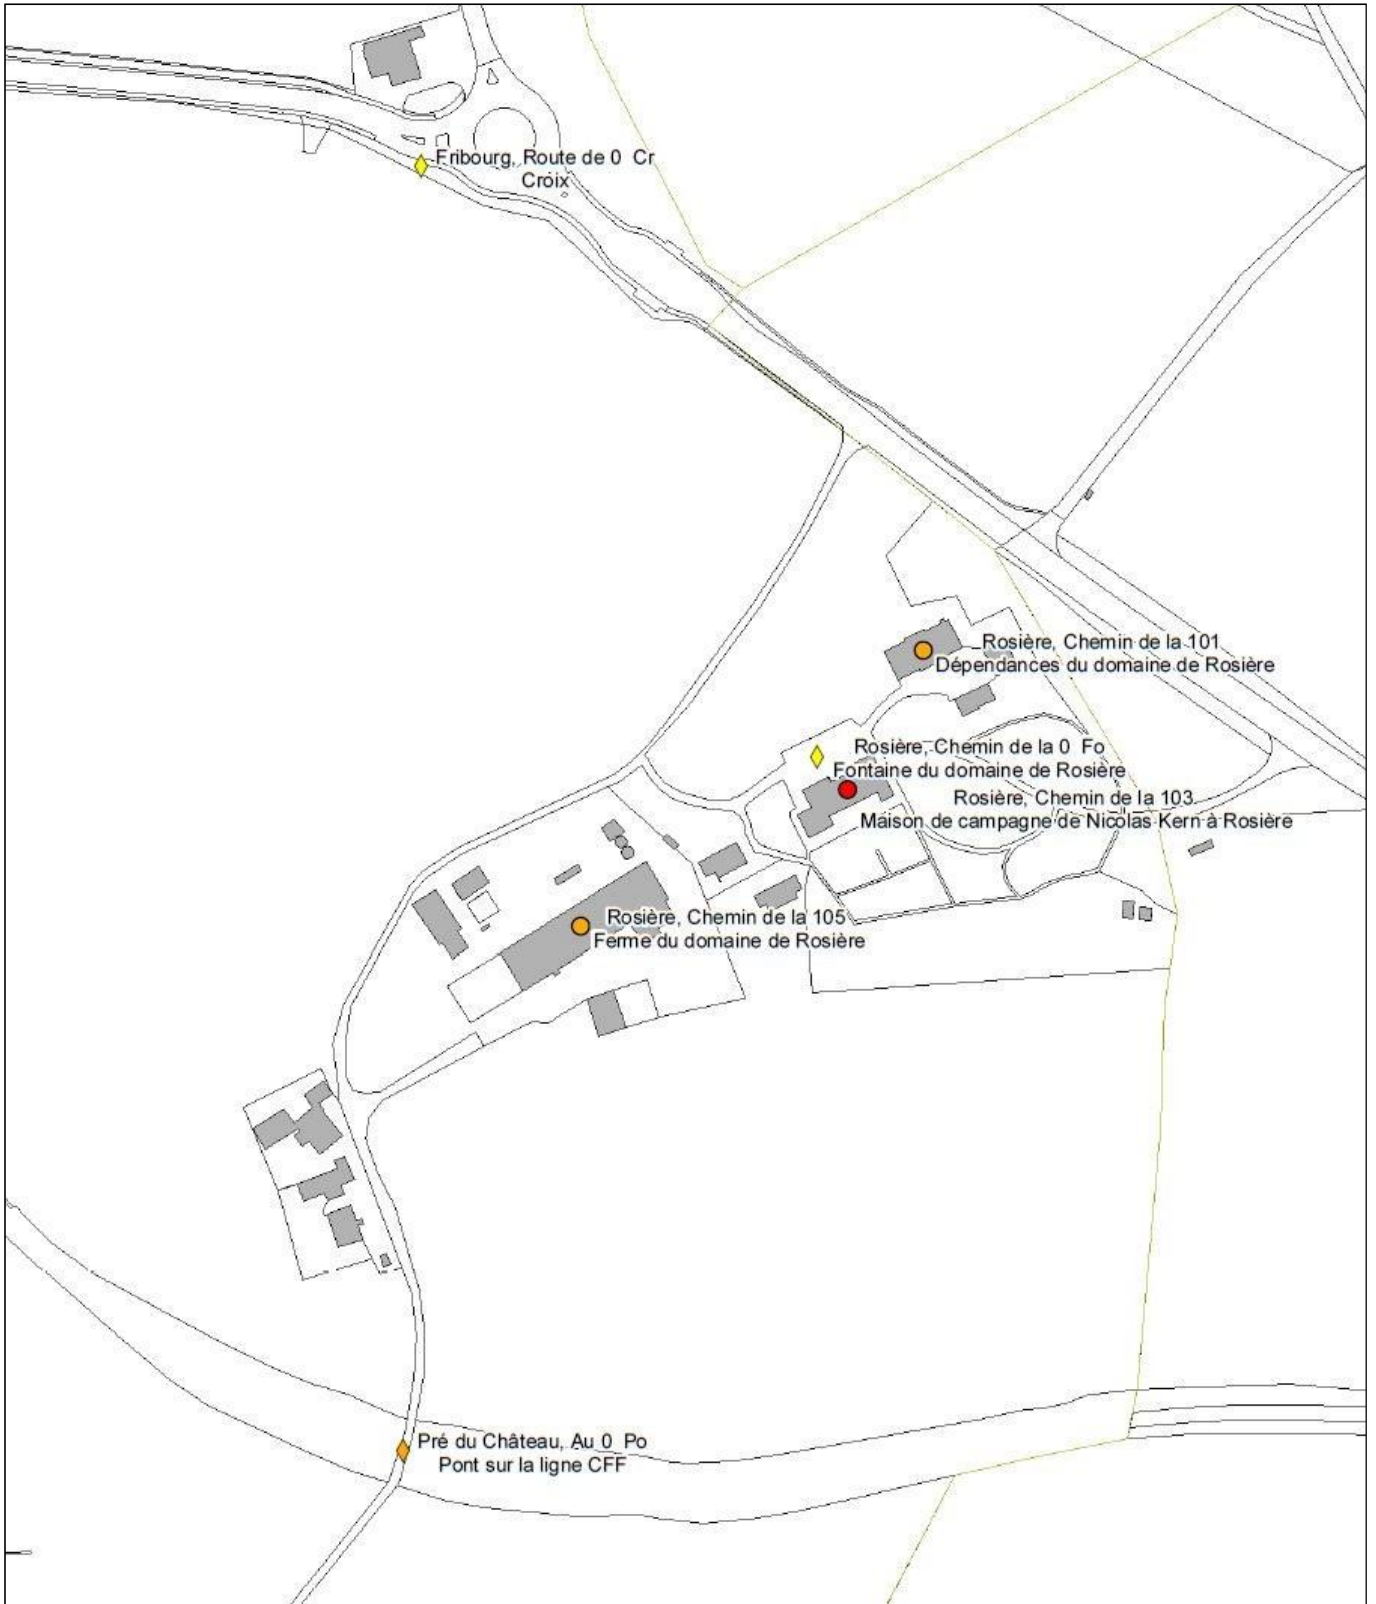 Fribourg, Route de 0 Cr
Croix
Rosière, Chemin de la 101
Dépendances du domaine de Rosière
Rosière, Chemin de la 0 Fo
Fontaine du domaine de Rosière
Rosière, Chemin de la 103
Maison de campagne de Nicolas Kern à Rosière
Rosière, Chemin de la 105
Ferme du domaine de Rosière
Pré du Château, Au 0 Po
Pont sur la ligne CFF